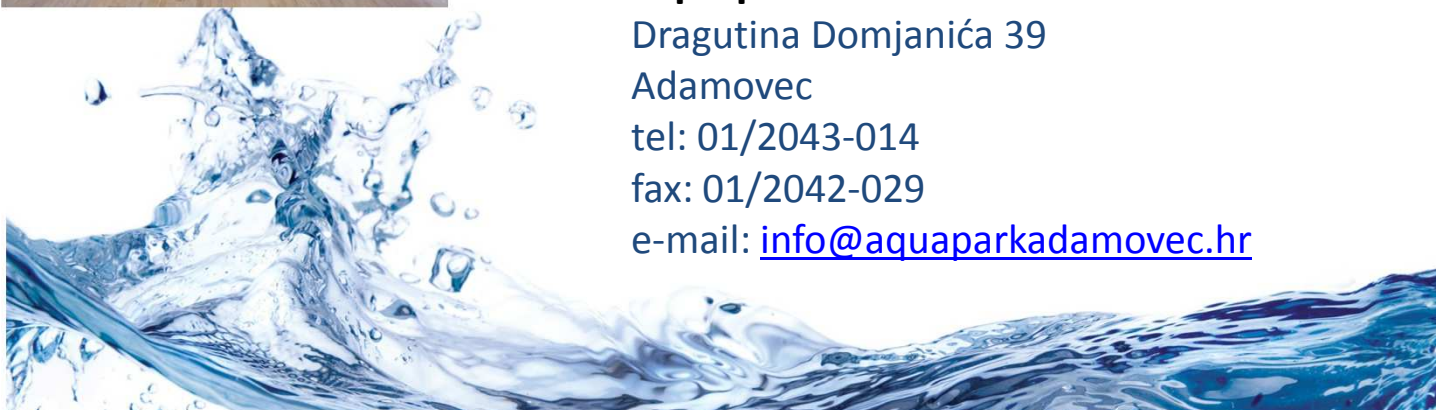 Dragutina Domjanića 39
Adamovec
tel: 01/2043-014
fax: 01/2042-029
e-mail: info@aquaparkadamovec.hr